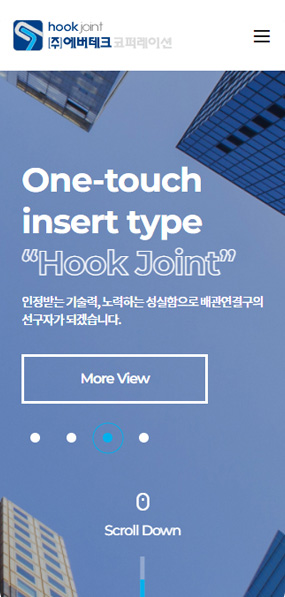 hookjoint
[주]에버테크 코퍼레이션
One-touch
insert type
“Hook Joint”
인정받는 기술력, 노력하는 성실함으로 배관연결구의
선구자가 되겠습니다.
More View
Scroll Down